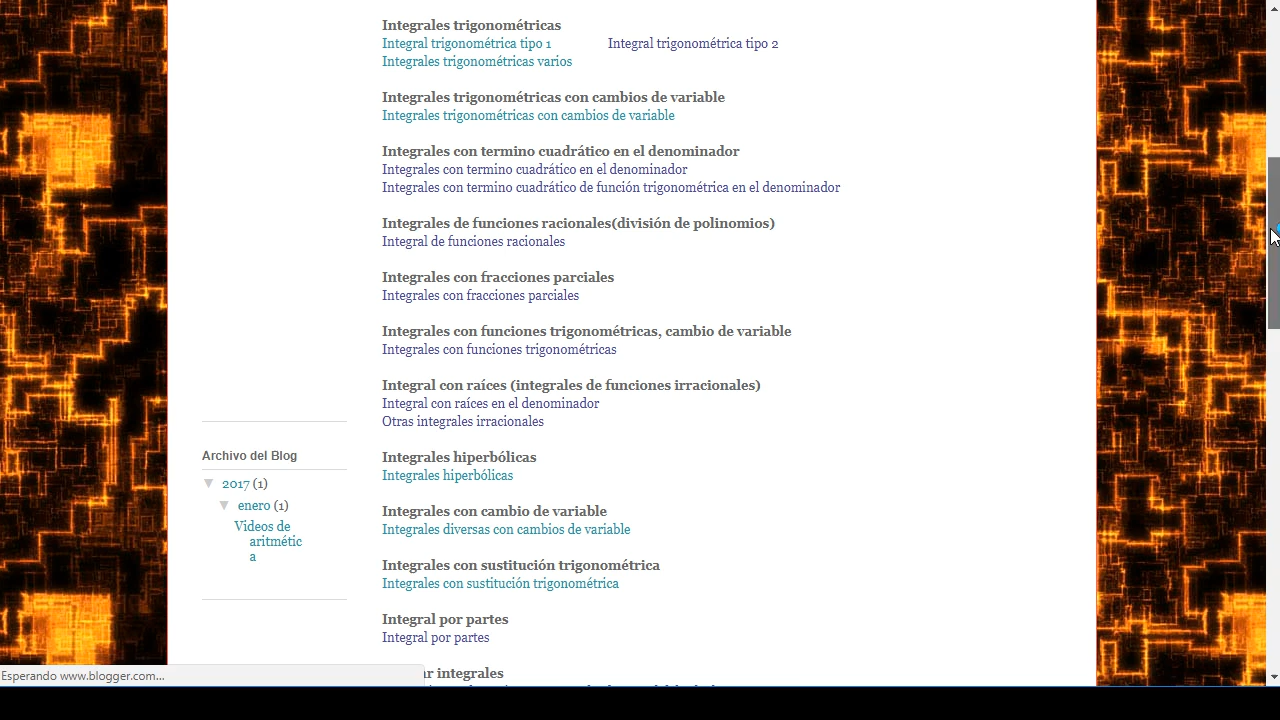 Integrales trigonométricas
Integral trigonométrica tipo 1 Integral trigonométrica tipo 2
Integrales trigonométricas varios
Integrales trigonométricas con cambios de variable
Integrales trigonométricas con cambios de variable
Integrales con termino cuadrático en el denominador
Integrales con termino cuadrático en el denominador
Integrales con termino cuadrático de función trigonométrica en el denominador
Integrales de funciones racionales(división de polinomios)
Integral de funciones racionales
Integrales con fracciones parciales
Integrales con fracciones parciales
Integrales con funciones trigonométricas, cambio de variable
Integrales con funciones trigonométricas
Integral con raíces (integrales de funciones irracionales)
Integral con raíces en el denominador
Otras integrales irracionales
Integrales hiperbólicas
Integrales hiperbólicas
Integrales con cambio de variable
Integrales diversas con cambios de variable
Integrales con sustitución trigonométrica
Integrales con sustitución trigonométrica
Integral por partes
Integral por partes
integrales
Archivo del Blog
2017 (1)
enero (1)
Videos de
aritmétic
a
Esperando www.blogger.com...